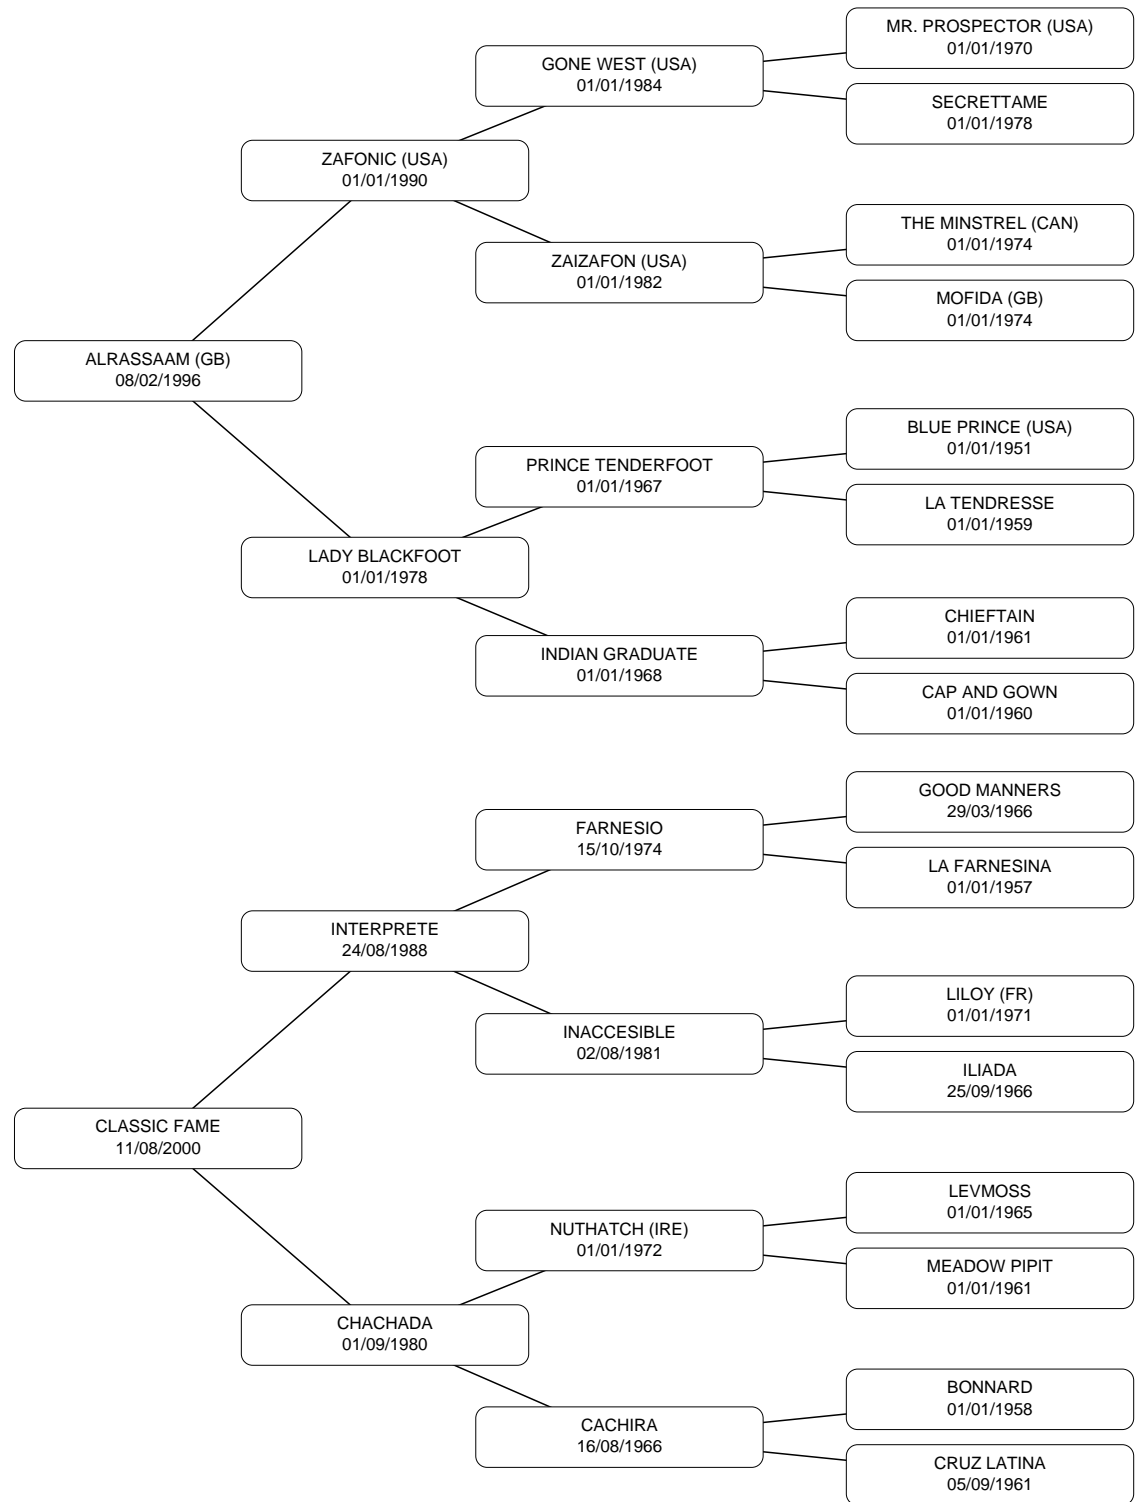 MR. PROSPECTOR (USA)
01/01/1970
GONE WEST (USA)
01/01/1984
SECRETTAME
01/01/1978
ZAFONIC (USA)
01/01/1990
THE MINSTREL (CAN)
01/01/1974
ZAIZAFON (USA)
01/01/1982
MOFIDA (GB)
01/01/1974
ALRASSAAM (GB)
08/02/1996
BLUE PRINCE (USA)
01/01/1951
PRINCE TENDERFOOT
01/01/1967
LA TENDRESSE
01/01/1959
LADY BLACKFOOT
01/01/1978
CHIEFTAIN
01/01/1961
INDIAN GRADUATE
01/01/1968
CAP AND GOWN
01/01/1960
GOOD MANNERS
29/03/1966
FARNESIO
15/10/1974
LA FARNESINA
01/01/1957
INTERPRETE
24/08/1988
LILOY (FR)
01/01/1971
INACCESIBLE
02/08/1981
ILIADA
25/09/1966
CLASSIC FAME
11/08/2000
LEVMOSS
01/01/1965
NUTHATCH (IRE)
01/01/1972
MEADOW PIPIT
01/01/1961
CHACHADA
01/09/1980
BONNARD
01/01/1958
CACHIRA
16/08/1966
CRUZ LATINA
05/09/1961